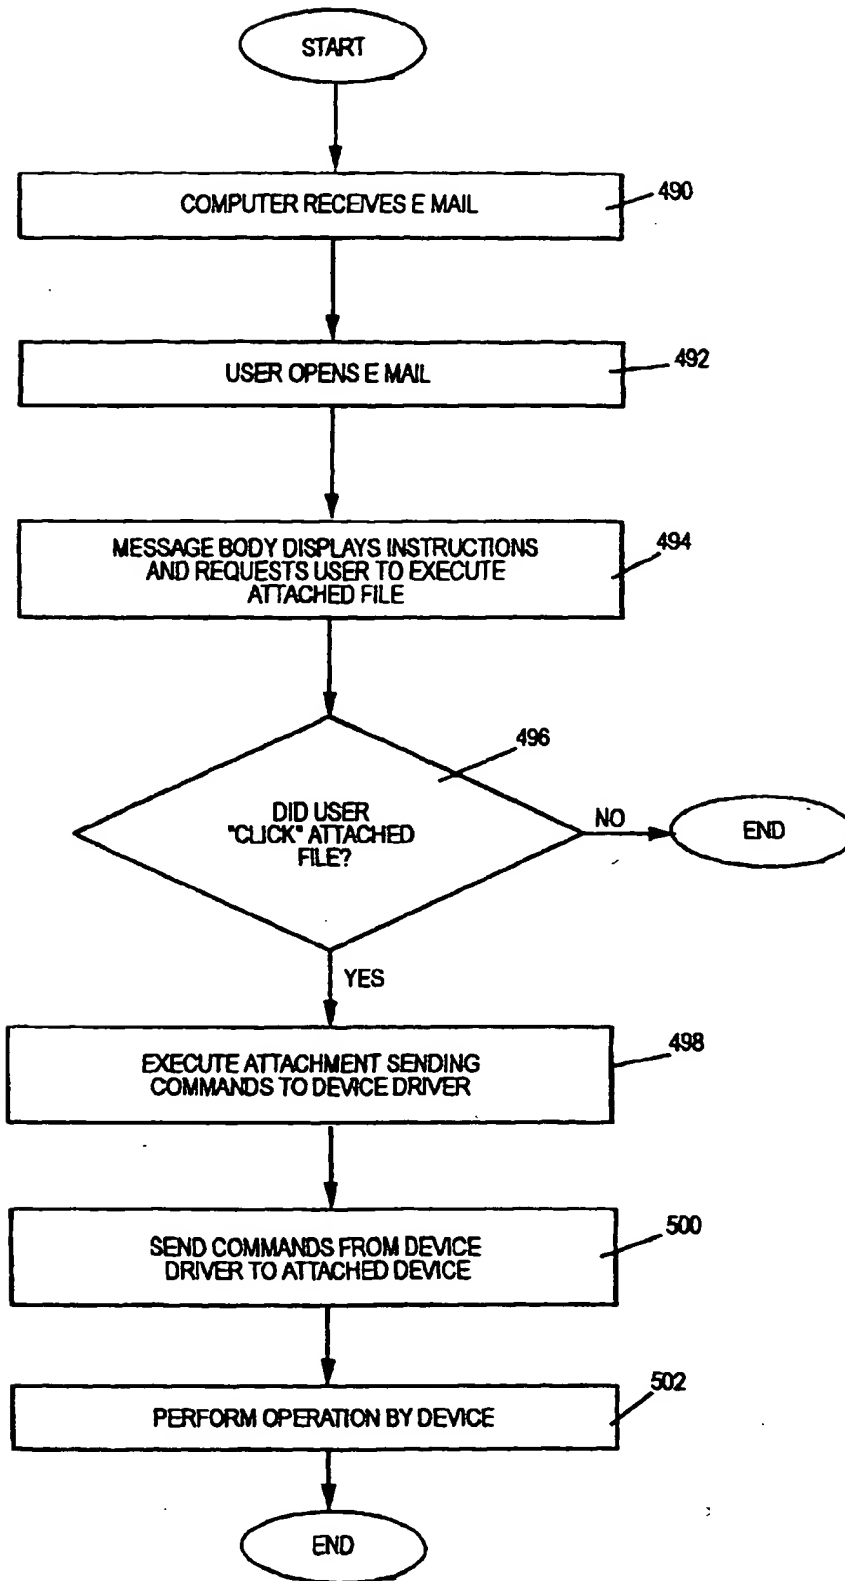 START
COMPUTER RECEIVES E MAIL
490
USER OPENS E MAIL
492
MESSAGE BODY DISPLAYS INSTRUCTIONS
AND REQUESTS USER TO EXECUTE
ATTACHED FILE
494
496
DID USER
"CLICK" ATTACHED
FILE?
NO
END
YES
EXECUTE ATTACHMENT SENDING
COMMANDS TO DEVICE DRIVER
498
SEND COMMANDS FROM DEVICE
DRIVER TO ATTACHED DEVICE
500
PERFORM OPERATION BY DEVICE
502
END